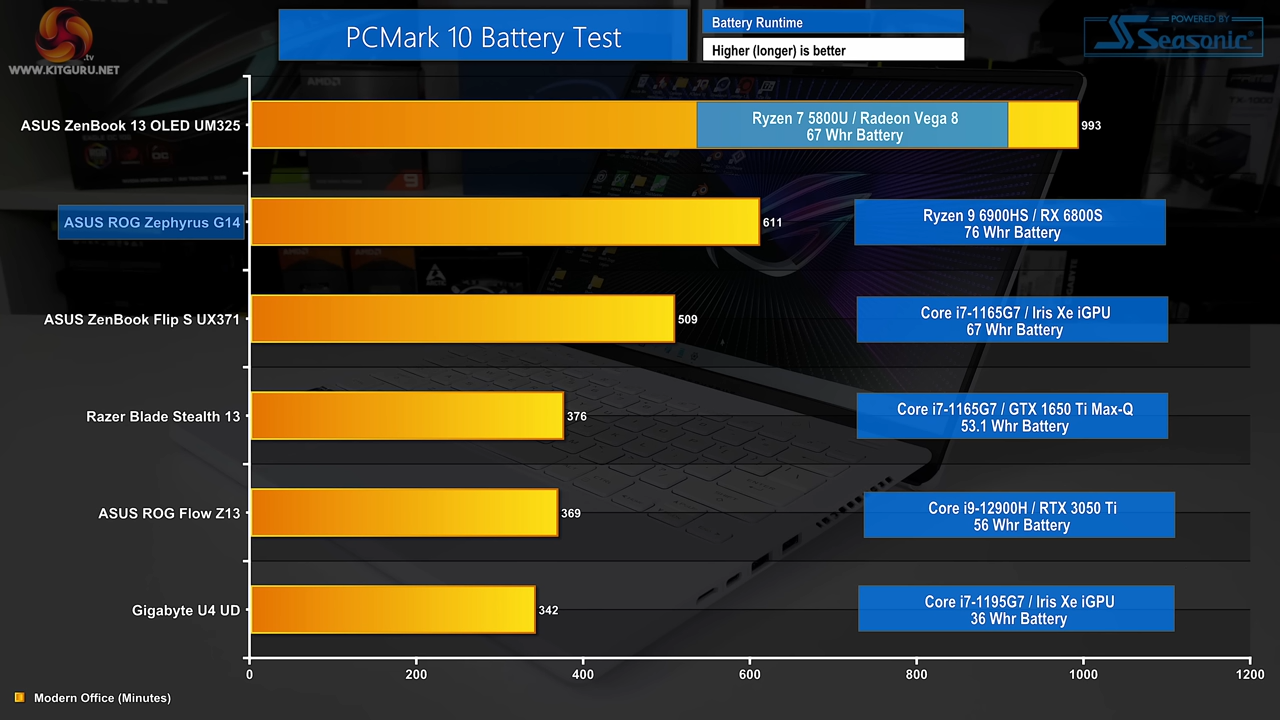 PCMark 10 Battery Test
Battery Runtime
Higher (longer) is better
POWERED BY
Seasonic
.tv
WWW.KITGURU.NET
ASUS ZenBook 13 OLED UM325
Ryzen 7 5800U / Radeon Vega 8
67 Whr Battery
993
ASUS ROG Zephyrus G14
611
Ryzen 9 6900HS / RX 6800S
76 Whr Battery
ASUS ZenBook Flip S UX371
509
Core i7-1165G7 / Iris Xe iGPU
67 Whr Battery
Razer Blade Stealth 13
376
Core i7-1165G7 / GTX 1650 Ti Max-Q
53.1 Whr Battery
ASUS ROG Flow Z13
369
Core i9-12900H / RTX 3050 Ti
56 Whr Battery
Gigabyte U4 UD
342
Core i7-1195G7 / Iris Xe iGPU
36 Whr Battery
0 200 400 600 800 1000 1200
Modern Office (Minutes)